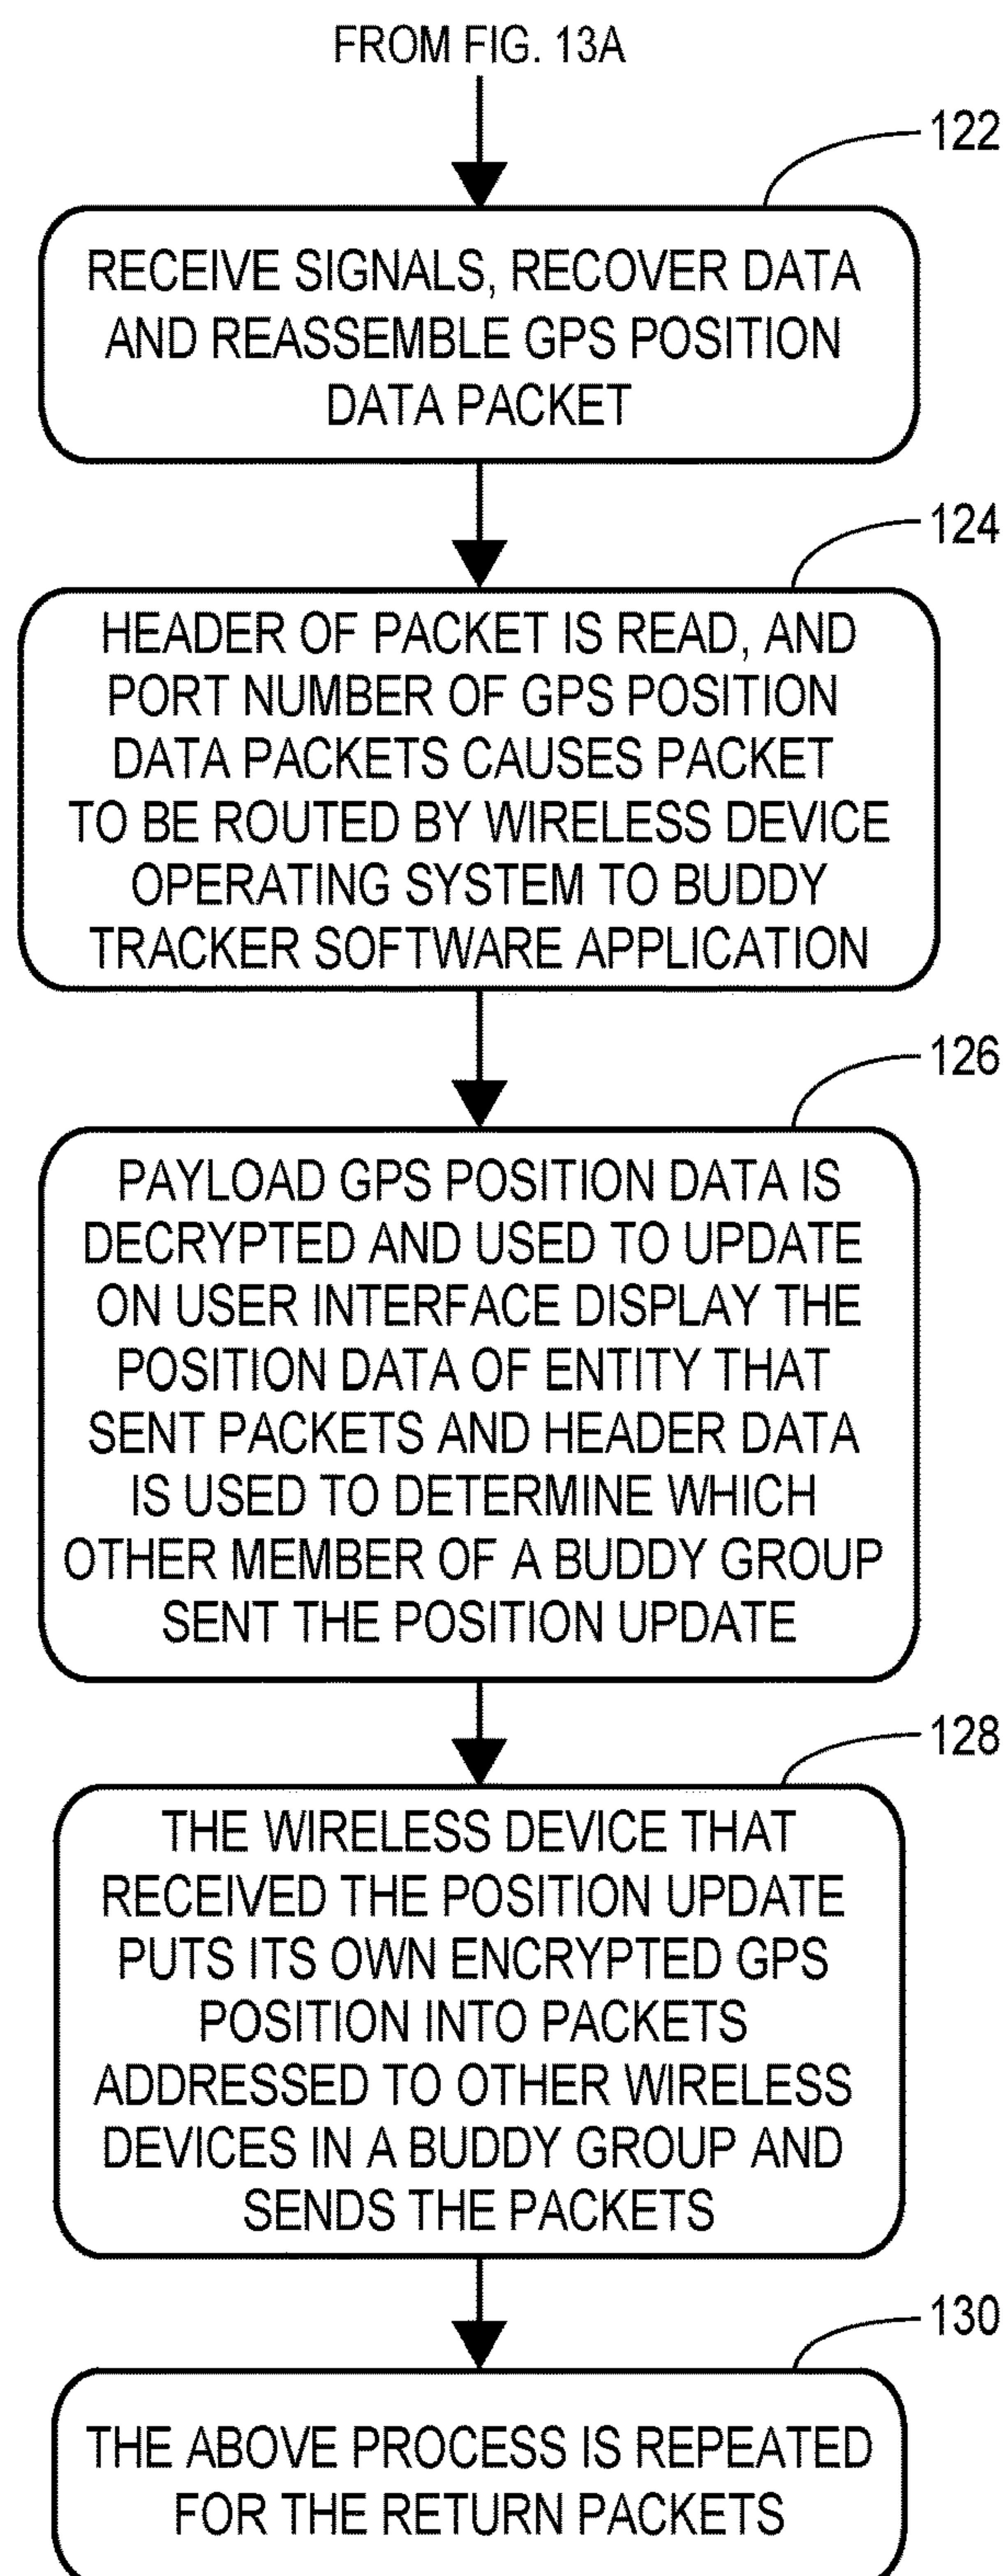 FROM FIG. 13A
122
RECEIVE SIGNALS, RECOVER DATA
AND REASSEMBLE GPS POSITION
DATA PACKET
124
HEADER OF PACKET IS READ, AND
PORT NUMBER OF GPS POSITION
DATA PACKETS CAUSES PACKET
TO BE ROUTED BY WIRELESS DEVICE
OPERATING SYSTEM TO BUDDY
TRACKER SOFTWARE APPLICATION
126
PAYLOAD GPS POSITION DATA IS
DECRYPTED AND USED TO UPDATE
ON USER INTERFACE DISPLAY THE
POSITION DATA OF ENTITY THAT
SENT PACKETS AND HEADER DATA
IS USED TO DETERMINE WHICH
OTHER MEMBER OF A BUDDY GROUP
SENT THE POSITION UPDATE
128
THE WIRELESS DEVICE THAT
RECEIVED THE POSITION UPDATE
PUTS ITS OWN ENCRYPTED GPS
POSITION INTO PACKETS
ADDRESSED TO OTHER WIRELESS
DEVICES IN A BUDDY GROUP AND
SENDS THE PACKETS
130
THE ABOVE PROCESS IS REPEATED
FOR THE RETURN PACKETS